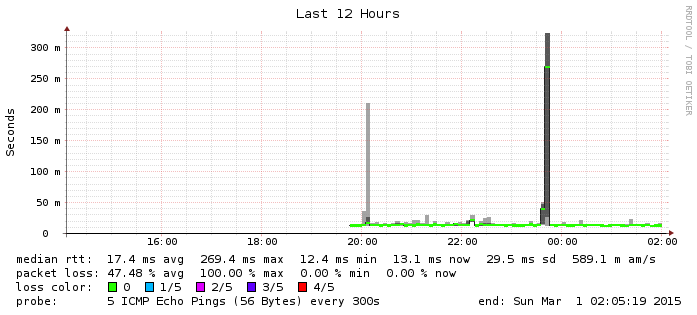 Last 12 Hours
RRDTOOL / TOBI OETIKER
Seconds
300 m
250 m
200 m
150 m
100 m
50 m
0
16:00 18:00 20:00 22:00 00:00 02:00
median rtt: 17.4 ms avg 269.4 ms max 12.4 ms min 13.1 ms now 29.5 ms sd 589.1 m am/s
packet loss: 47.48 % avg 100.00 % max 0.00 % min 0.00 % now
loss color: 0 1/5 2/5 3/5 4/5
probe: 5 ICMP Echo Pings (56 Bytes) every 300s end: Sun Mar 1 02:05:19 2015